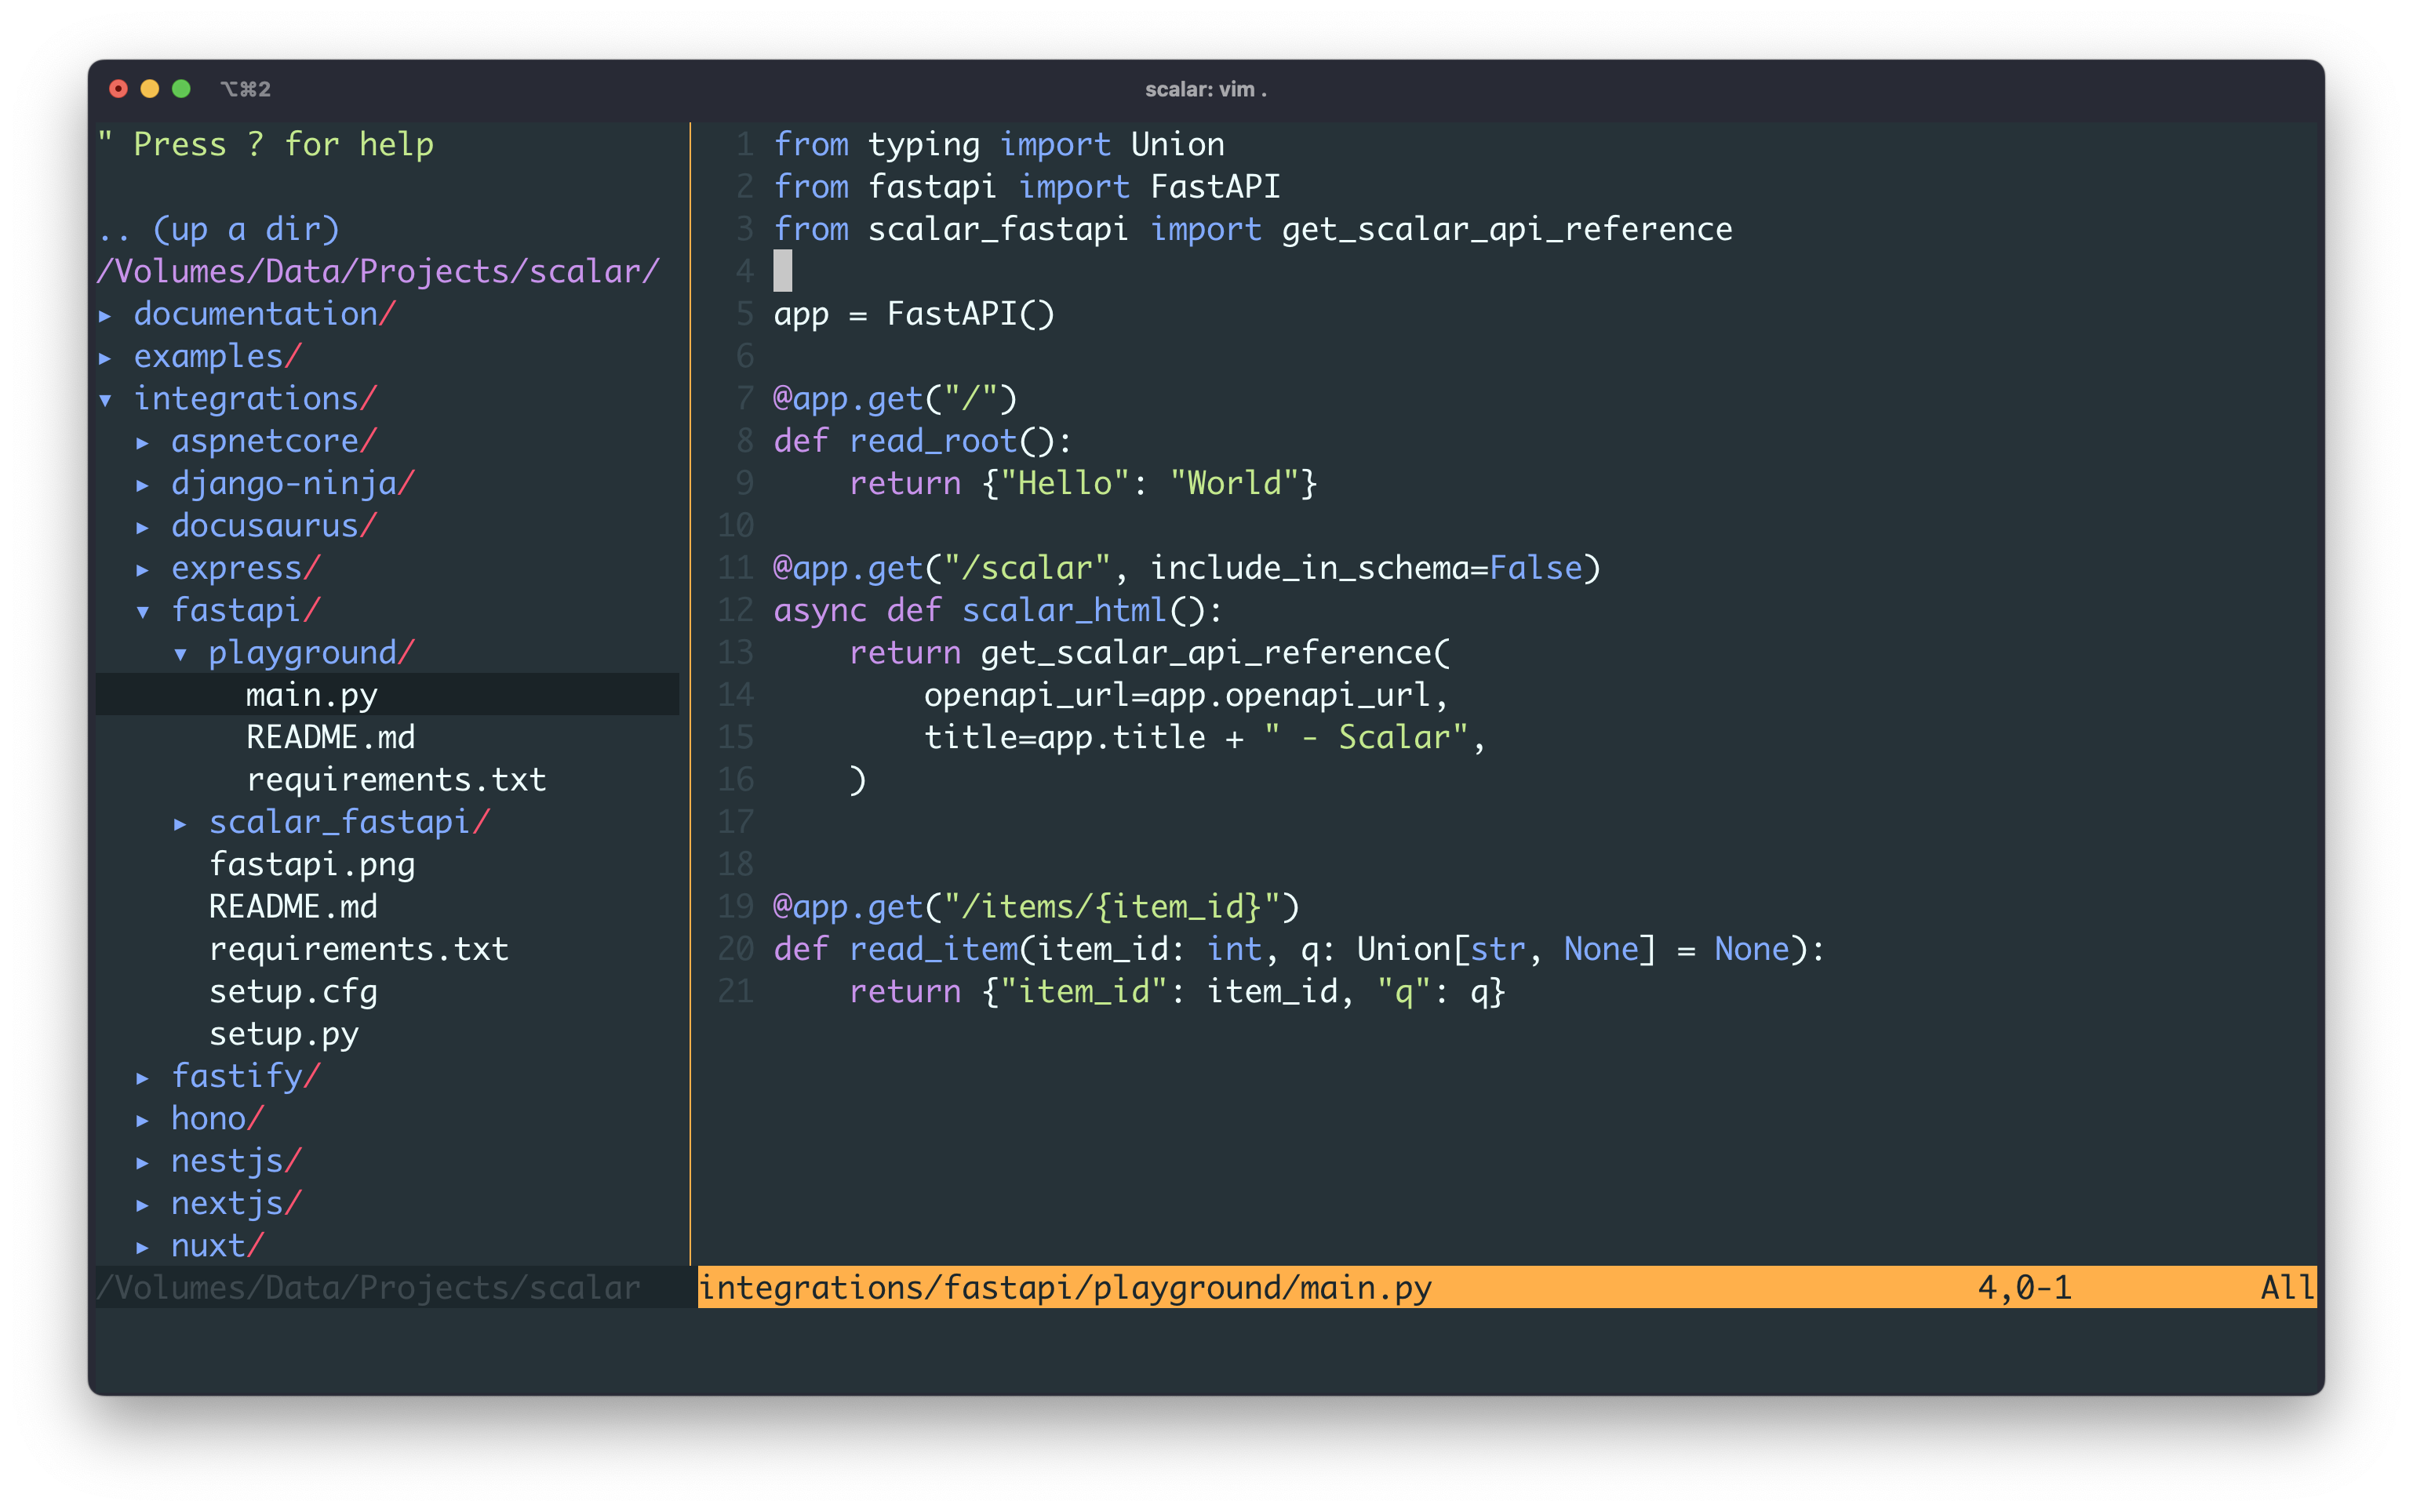 ⌥⌘2
scalar: vim .
" Press ? for help
.. (up a dir)
/Volumes/Data/Projects/scalar/
▸ documentation/
▸ examples/
▾ integrations/
  ▸ aspnetcore/
  ▸ django-ninja/
  ▸ docusaurus/
  ▸ express/
  ▾ fastapi/
    ▾ playground/
        main.py
        README.md
        requirements.txt
    ▸ scalar_fastapi/
      fastapi.png
      README.md
      requirements.txt
      setup.cfg
      setup.py
  ▸ fastify/
  ▸ hono/
  ▸ nestjs/
  ▸ nextjs/
  ▸ nuxt/
/Volumes/Data/Projects/scalar
1 from typing import Union
2 from fastapi import FastAPI
3 from scalar_fastapi import get_scalar_api_reference
4
5 app = FastAPI()
6
7 @app.get("/")
8 def read_root():
9     return {"Hello": "World"}
10
11 @app.get("/scalar", include_in_schema=False)
12 async def scalar_html():
13     return get_scalar_api_reference(
14         openapi_url=app.openapi_url,
15         title=app.title + " - Scalar",
16     )
17
18
19 @app.get("/items/{item_id}")
20 def read_item(item_id: int, q: Union[str, None] = None):
21     return {"item_id": item_id, "q": q}
integrations/fastapi/playground/main.py 4,0-1 All